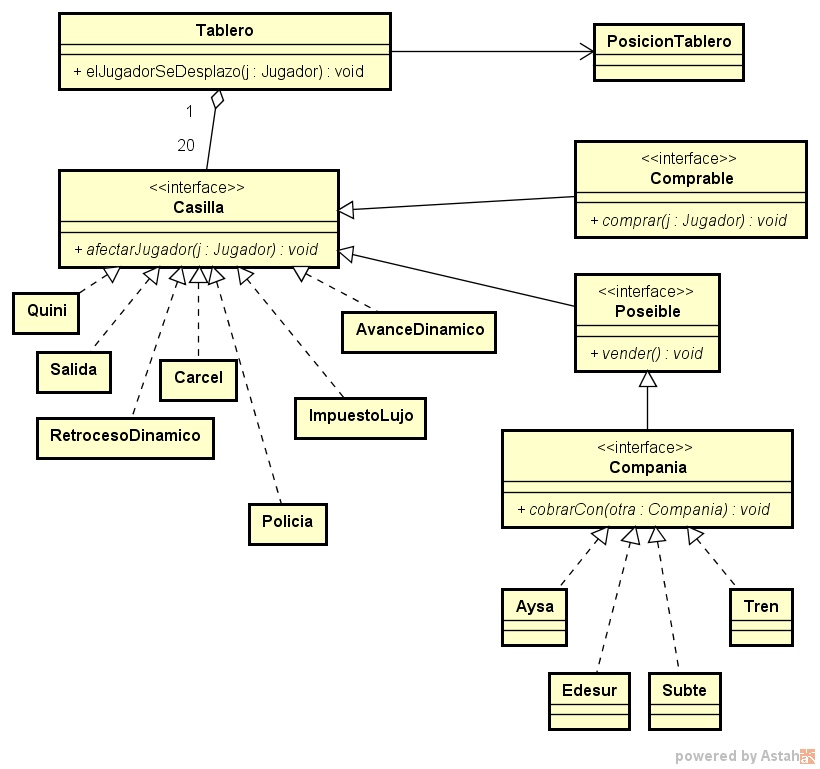 Tablero
+ elJugadorSeDesplazo(j : Jugador) : void
PosicionTablero
1
20
<<interface>>
Casilla
+ afectarJugador(j : Jugador) : void
<<interface>>
Comprable
+ comprar(j : Jugador) : void
<<interface>>
Poseible
+ vender() : void
Quini
AvanceDinamico
Salida
Carcel
ImpuestoLujo
RetrocesoDinamico
<<interface>>
Compania
+ cobrarCon(otra : Compania) : void
Policia
Aysa
Tren
Edesur
Subte
powered by Astah